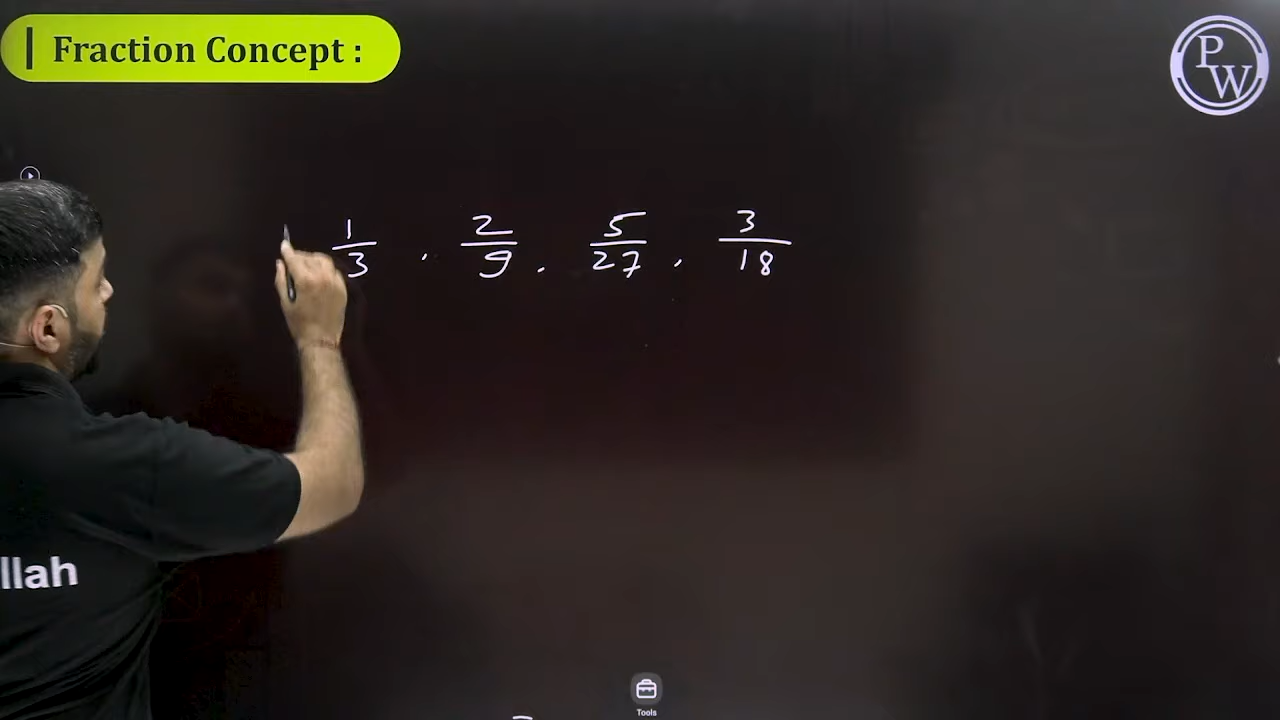 | Fraction Concept :
PW
1/3 , 2/9 , 5/27 , 3/18
llah
Tools